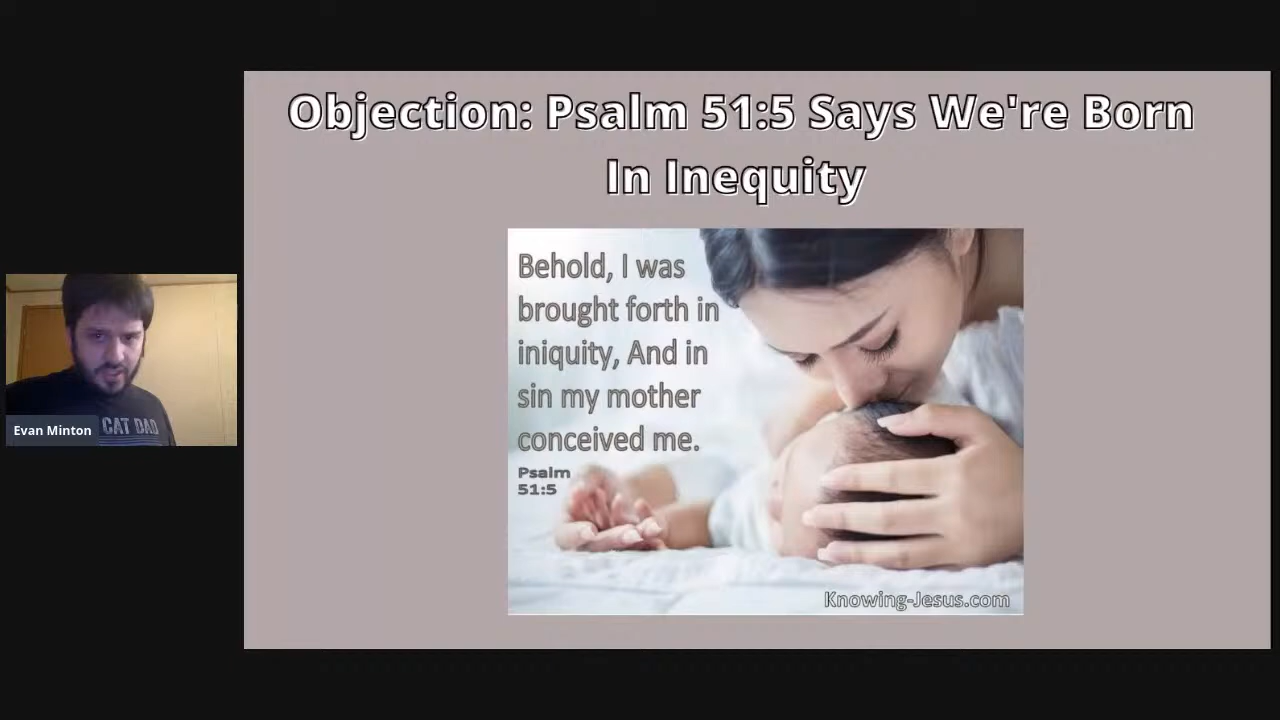 Objection: Psalm 51:5 Says We're Born
In Inequity
Behold, I was
brought forth in
iniquity, And in
sin my mother
conceived me.
Psalm
51:5
Knowing-Jesus.com
CAT DAD
Evan Minton